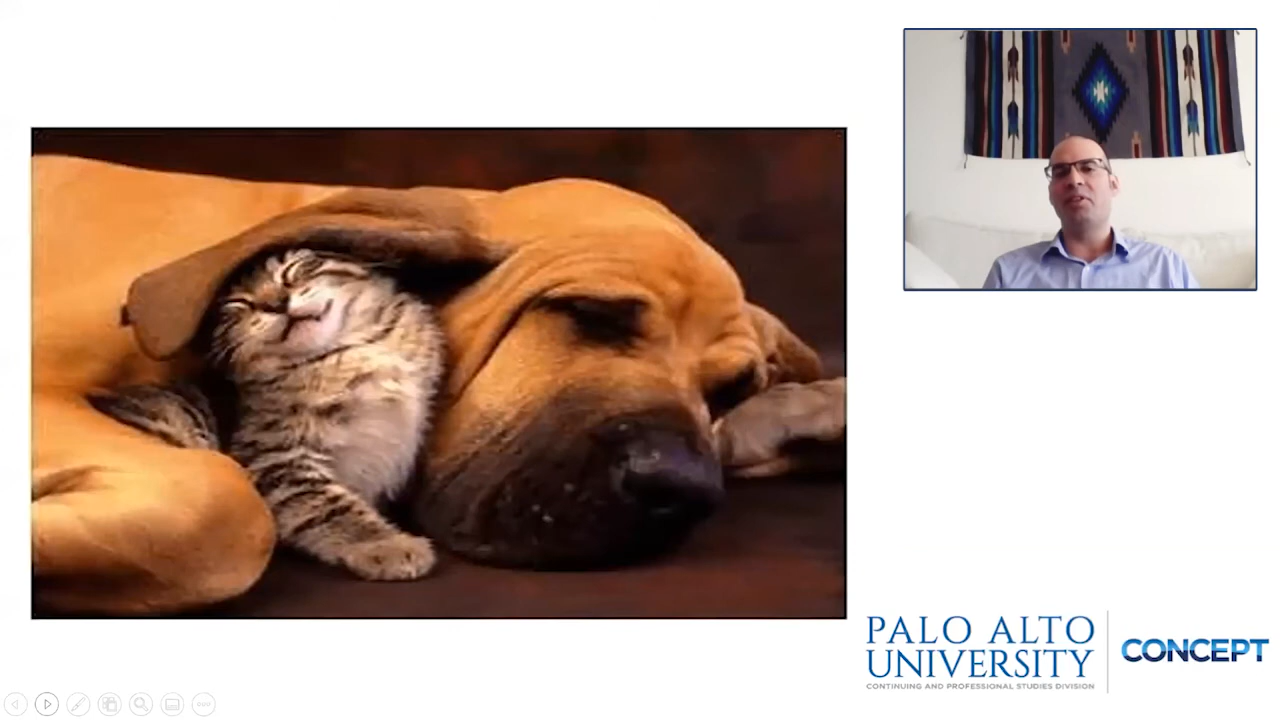 PALO ALTO
UNIVERSITY
CONTINUING AND PROFESSIONAL STUDIES DIVISION
CONCEPT